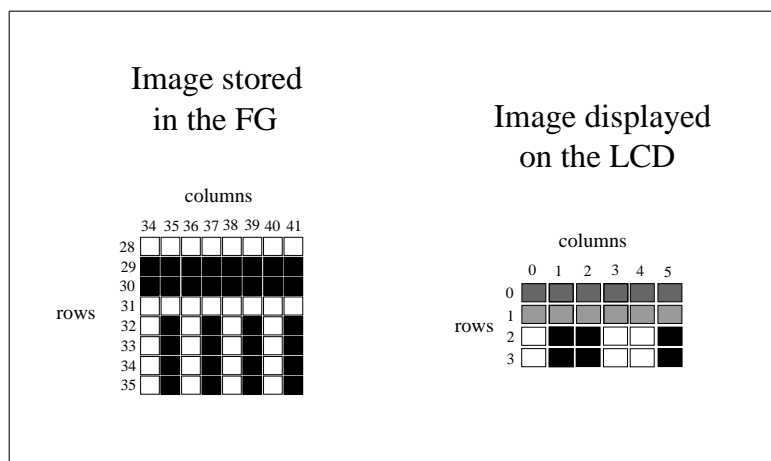 Image stored
in the FG
columns
34 35 36 37 38 39 40 41
28
29
30
31
rows
32
33
34
35
Image displayed
on the LCD
columns
0 1 2 3 4 5
0
1
rows
2
3